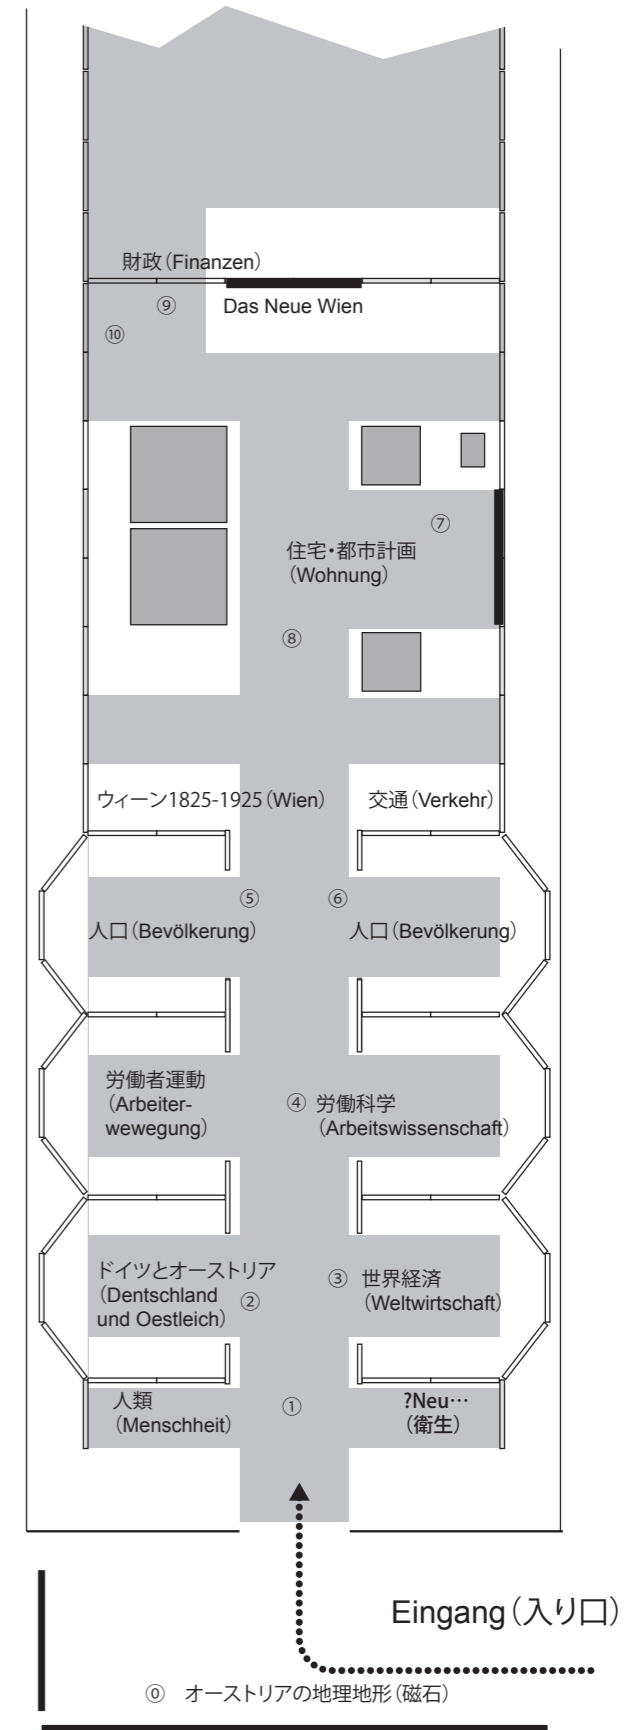 財政（Finanzen）
⑨ Das Neue Wien
⑩
⑦
住宅・都市計画
（Wohnung）
⑧
ウィーン1825-1925（Wien）
交通（Verkehr）
⑤
⑥
人口（Bevölkerung）
人口（Bevölkerung）
労働者運動
（Arbeiter-
wewegung）
④ 労働科学
（Arbeitswissenschaft）
ドイツとオーストリア
（Dentschland
und Oestleich）
②
③ 世界経済
（Weltwirtschaft）
人類
（Menschheit）
①
?Neu…
（衛生）
Eingang（入り口）
⓪ オーストリアの地理地形（磁石）